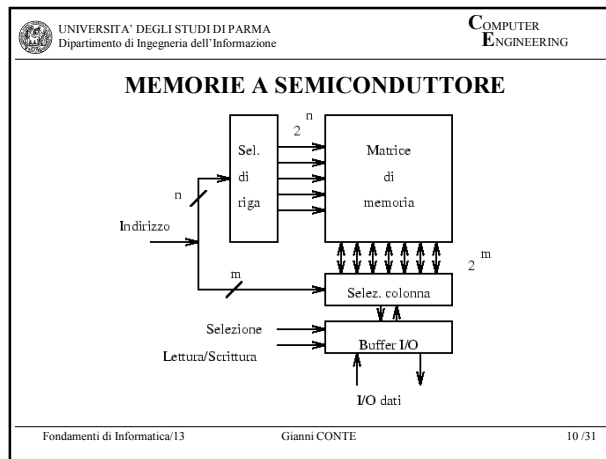 UNIVERSITA' DEGLI STUDI DI PARMA
Dipartimento di Ingegneria dell'Informazione
COMPUTER
ENGINEERING
MEMORIE A SEMICONDUTTORE
Sel.
di
riga
2 n
Matrice
di
memoria
n
Indirizzo
m
2 m
Selez. colonna
Selezione
Lettura/Scrittura
Buffer I/O
I/O dati
Fondamenti di Informatica/13 Gianni CONTE 10 /31